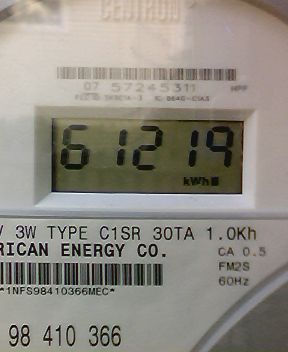 CENTRON
07 57245311
61219
kWh
V 3W TYPE C1SR 30TA 1.0Kh
RICAN ENERGY CO.
CA 0.5
FM2S
60Hz
*1NFS98410366MEC*
98 410 366